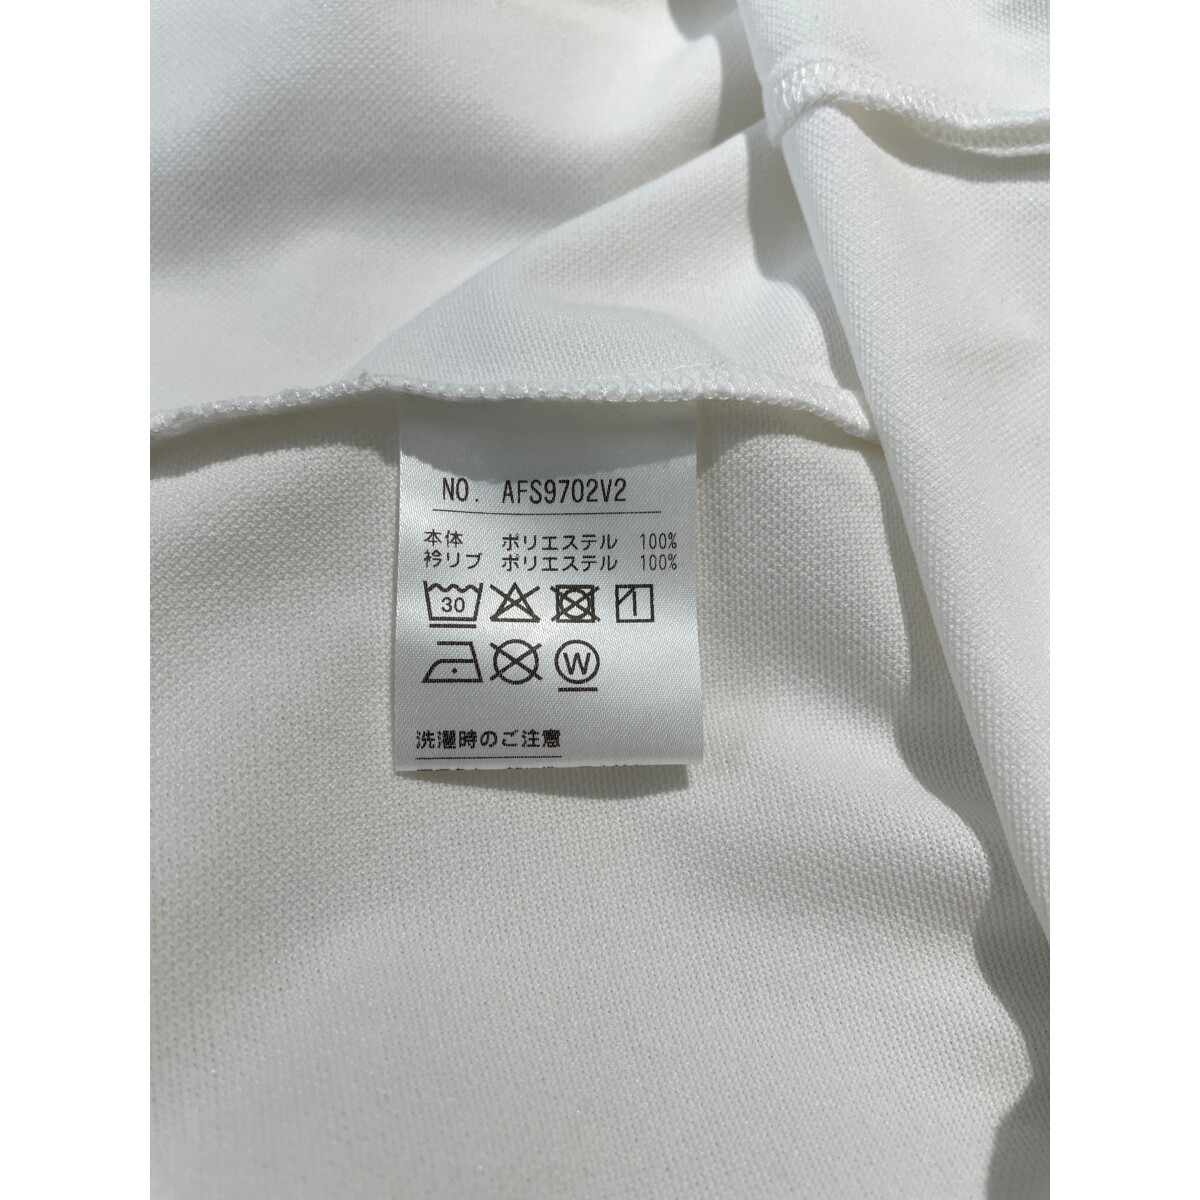 NO. AFS9702V2
本体 ポリエステル 100%
衿リブ ポリエステル 100%
30
W
洗濯時のご注意